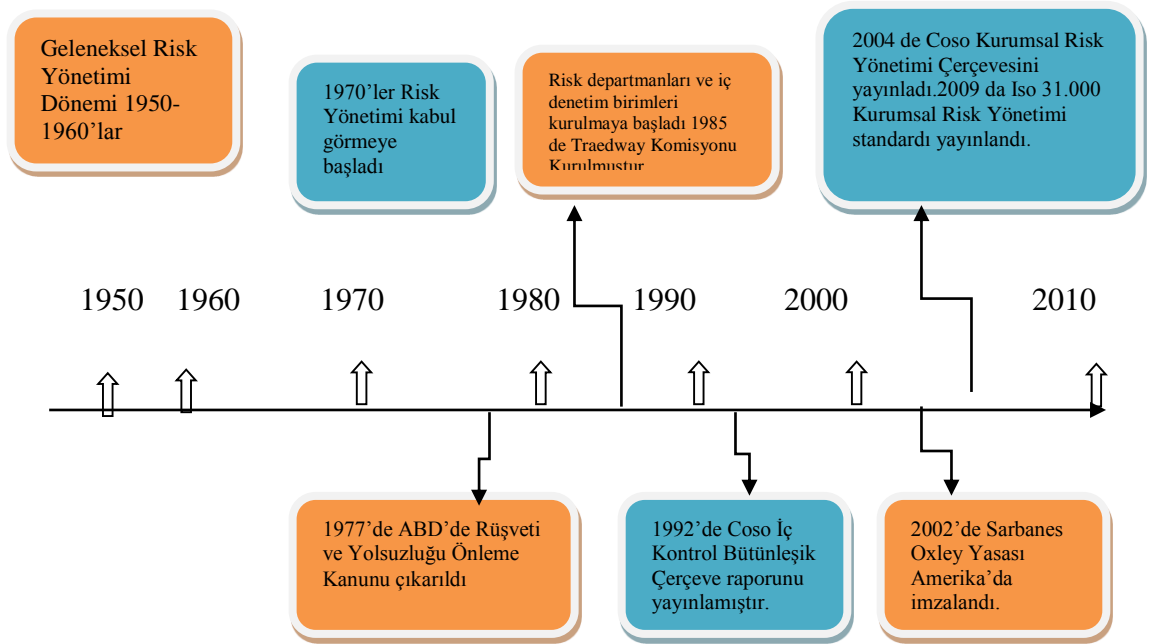 Geleneksel Risk
Yönetimi
Dönemi 1950-
1960’lar
1970’ler Risk
Yönetimi kabul
görmeye
başladı
Risk departmanları ve iç
denetim birimleri
kurulmaya başladı 1985
de Traedway Komisyonu
Kurulmuştur
2004 de Coso Kurumsal Risk
Yönetimi Çerçevesini
yayınladı.2009 da Iso 31.000
Kurumsal Risk Yönetimi
standardı yayınlandı.
1950 1960 1970 1980 1990 2000 2010
1977’de ABD’de Rüşveti
ve Yolsuzluğu Önleme
Kanunu çıkarıldı
1992’de Coso İç
Kontrol Bütünleşik
Çerçeve raporunu
yayınlamıştır.
2002’de Sarbanes
Oxley Yasası
Amerika’da
imzalandı.